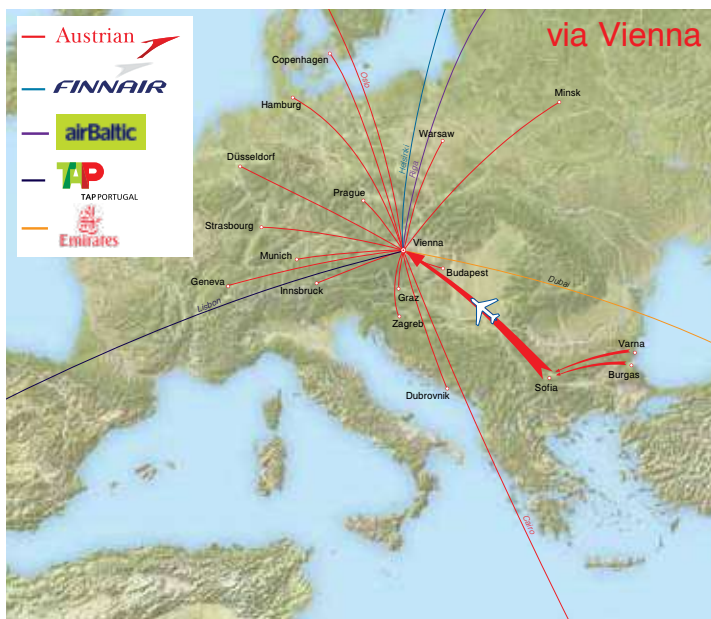 via Vienna
Austrian
FINNAIR
airBaltic
TAP
TAP PORTUGAL
Emirates
Copenhagen
Oslo
Hamburg
Minsk
Warsaw
Helsinki
Riga
Düsseldorf
Prague
Strasbourg
Vienna
Munich
Budapest
Geneva
Innsbruck
Dubai
Lisbon
Graz
Zagreb
Varna
Burgas
Sofia
Dubrovnik
Cairo